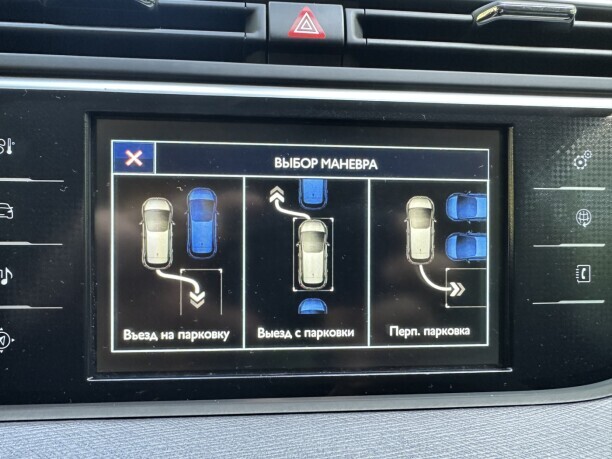 ВЫБОР МАНЕВРА
Въезд на парковку
Выезд с парковки
Перп. парковка